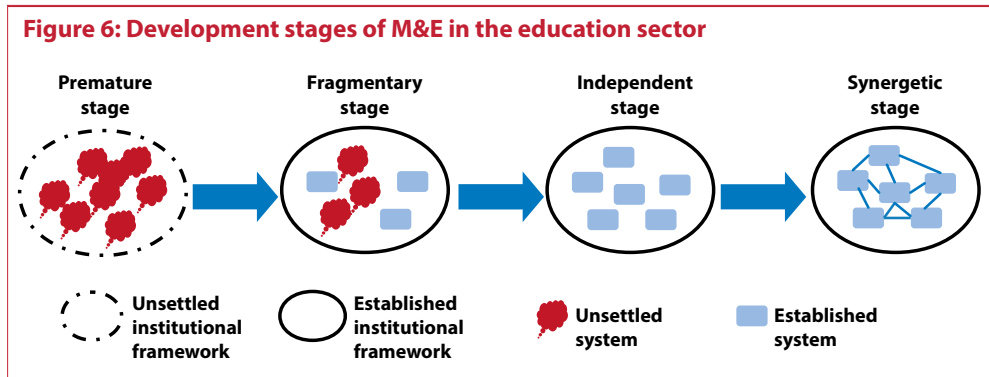 Figure 6: Development stages of M&E in the education sector
Premature
stage
Fragmentary
stage
Independent
stage
Synergetic
stage
Unsettled
institutional
framework
Established
institutional
framework
Unsettled
system
Established
system